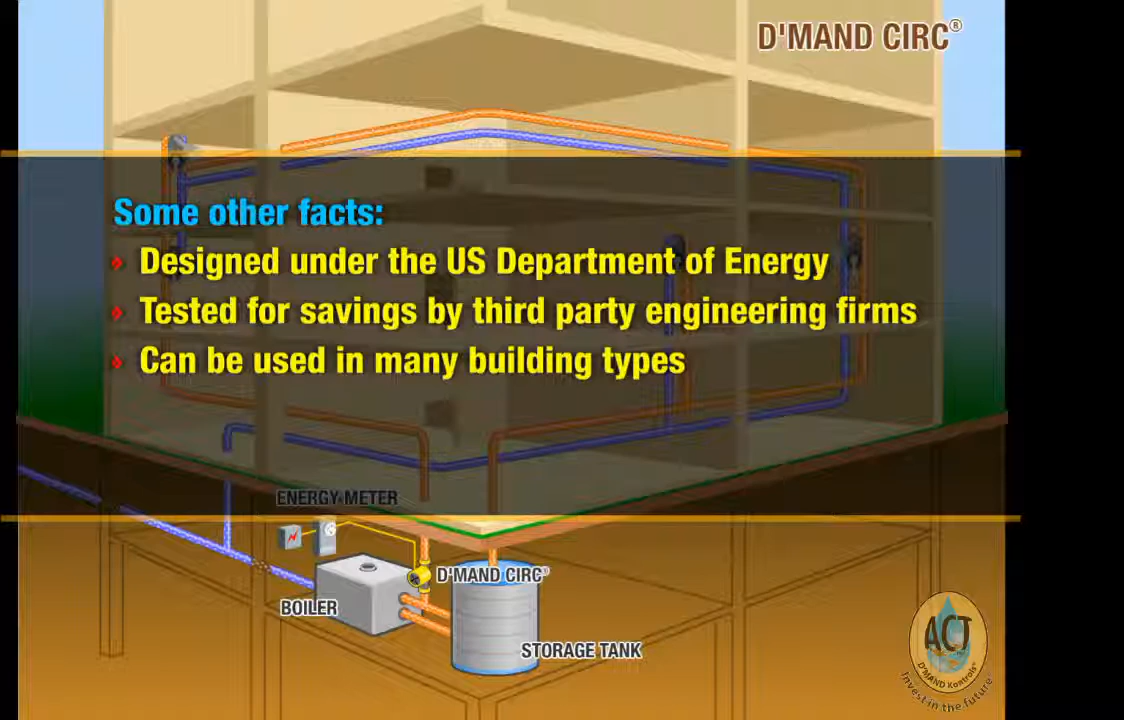 D'MAND CIRC®
Some other facts:
Designed under the US Department of Energy
Tested for savings by third party engineering firms
Can be used in many building types
ENERGY METER
D'MAND CIRC®
BOILER
STORAGE TANK
ACT
D'MAND Kontrols®
Invest in the future